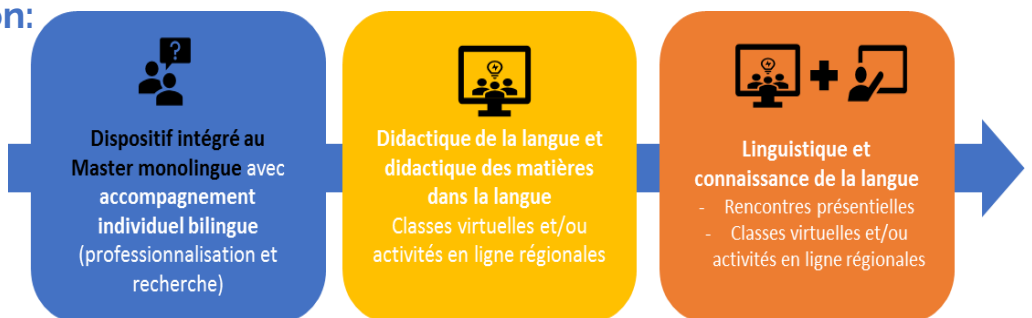 on:
?
Dispositif intégré au
Master monolingue avec
accompagnement
individuel bilingue
(professionnalisation et
recherche)
Didactique de la langue et
didactique des matières
dans la langue
Classes virtuelles et/ou
activités en ligne régionales
Linguistique et
connaissance de la langue
- Rencontres présentielles
- Classes virtuelles et/ou
activités en ligne régionales